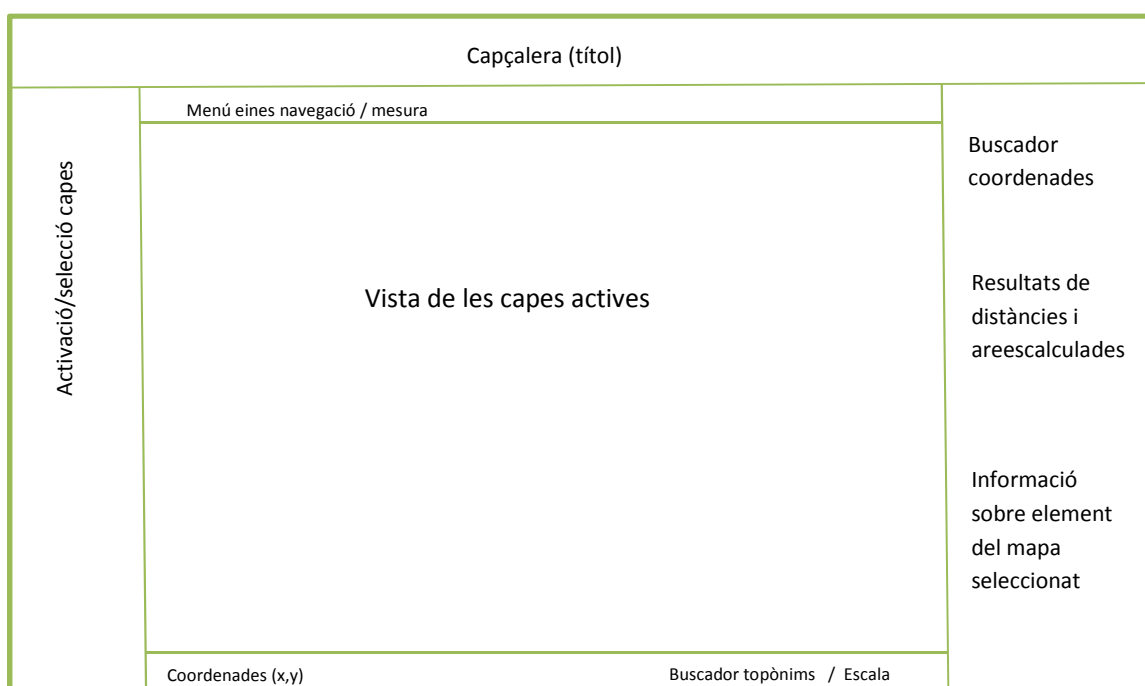 Capçalera (títol)
Menú eines navegació / mesura
Activació/selecció capes
Vista de les capes actives
Buscador
coordenades
Resultats de
distàncies i
areescalculades
Informació
sobre element
del mapa
seleccionat
Coordenades (x,y)
Buscador topònims / Escala